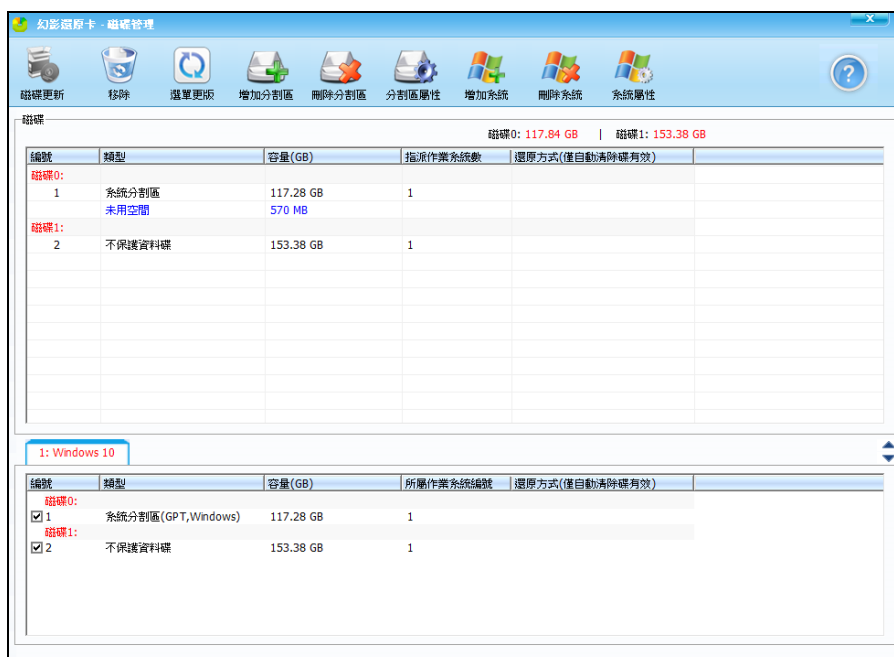 幻影還原卡 - 磁碟管理
x
磁碟更新 移除 選單更版 增加分割區 刪除分割區 分割區屬性 增加系統 刪除系統 系統屬性 ?
磁碟
磁碟0: 117.84 GB | 磁碟1: 153.38 GB
編號 類型 容量(GB) 指派作業系統數 還原方式(僅自動清除碟有效)
磁碟0:
1 系統分割區 117.28 GB 1
未用空間 570 MB
磁碟1:
2 不保護資料碟 153.38 GB 1
1: Windows 10
編號 類型 容量(GB) 所屬作業系統編號 還原方式(僅自動清除碟有效)
磁碟0:
1 系統分割區(GPT,Windows) 117.28 GB 1
磁碟1:
2 不保護資料碟 153.38 GB 1